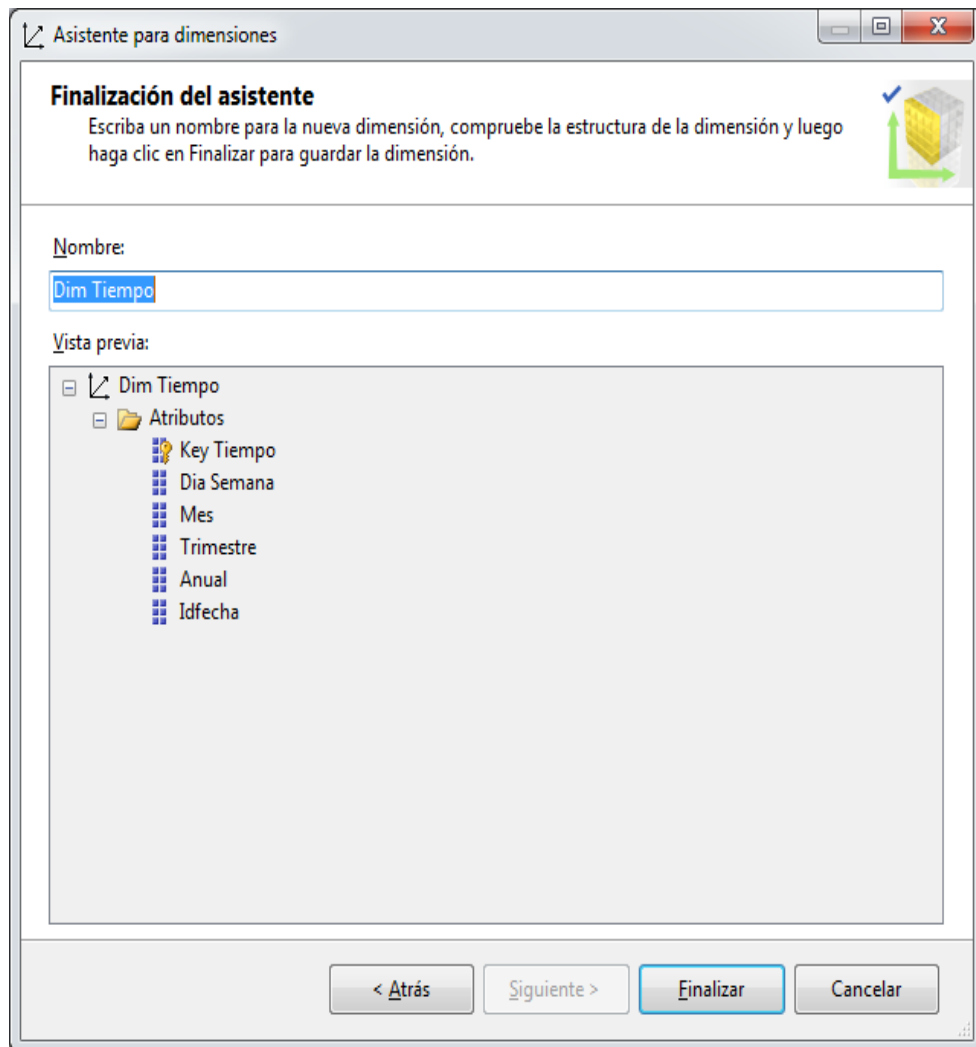 Asistente para dimensiones
Finalización del asistente
Escriba un nombre para la nueva dimensión, compruebe la estructura de la dimensión y luego
haga clic en Finalizar para guardar la dimensión.
Nombre:
Dim Tiempo
Vista previa:
Dim Tiempo
Atributos
Key Tiempo
Dia Semana
Mes
Trimestre
Anual
Idfecha
< Atrás
Siguiente >
Finalizar
Cancelar